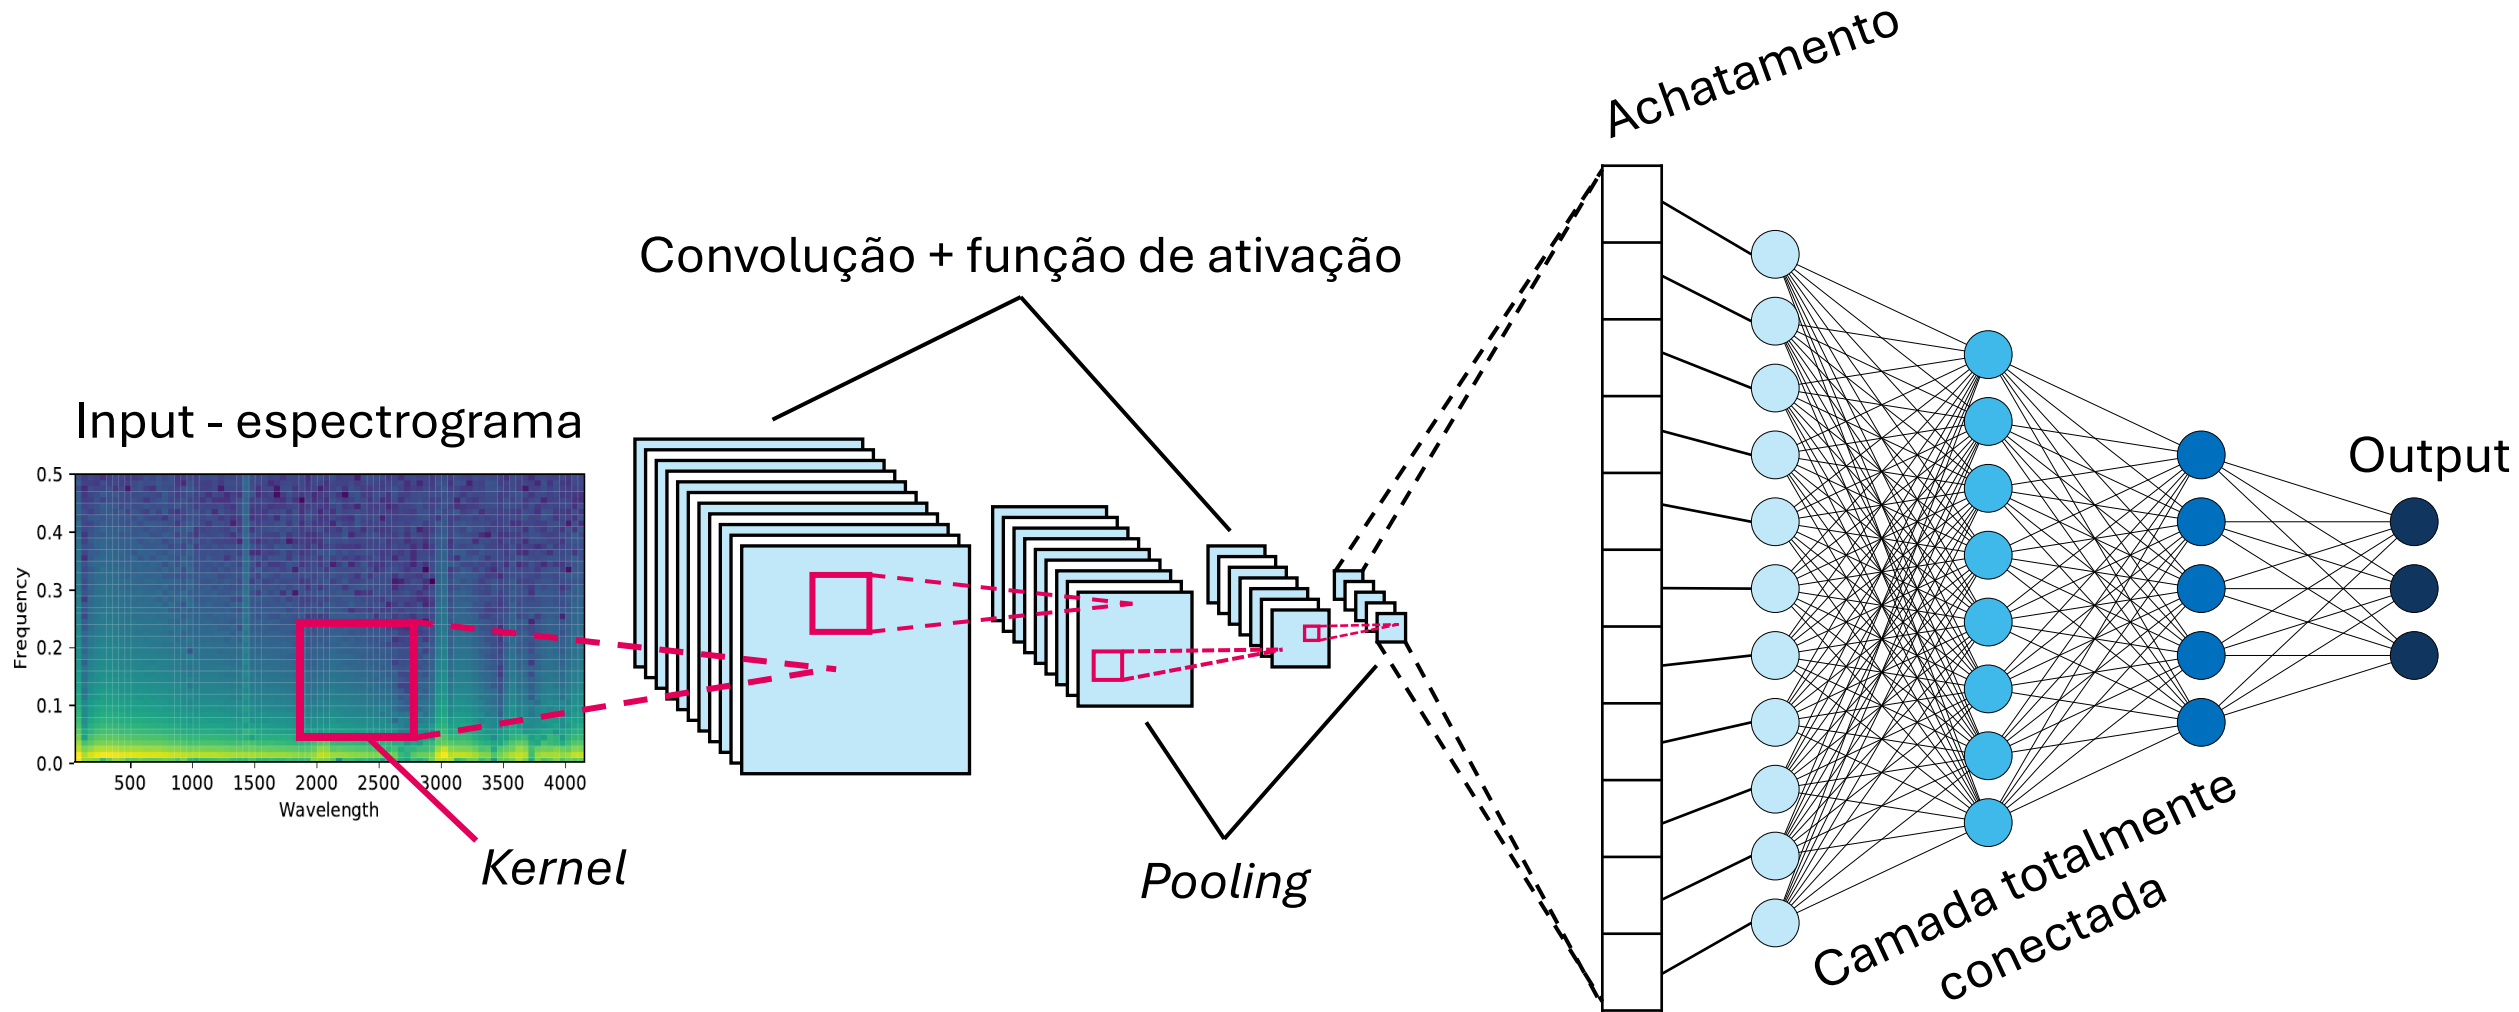 Achatamento
Convolução + função de ativação
Input - espectrograma
Output
0.5
0.4
0.3
0.2
0.1
0.0
Frequency
500 1000 1500 2000 2500 3000 3500 4000
Wavelength
Kernel
Pooling
Camada totalmente
conectada